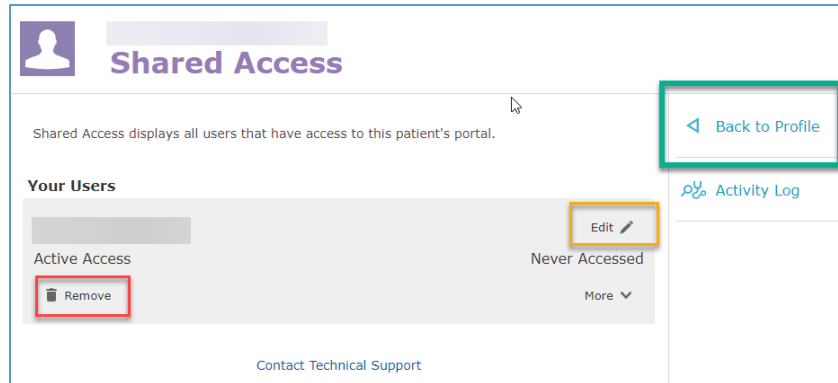 Shared Access
Shared Access displays all users that have access to this patient's portal.
Your Users
Edit
Active Access
Never Accessed
Remove
More
Contact Technical Support
Back to Profile
Activity Log